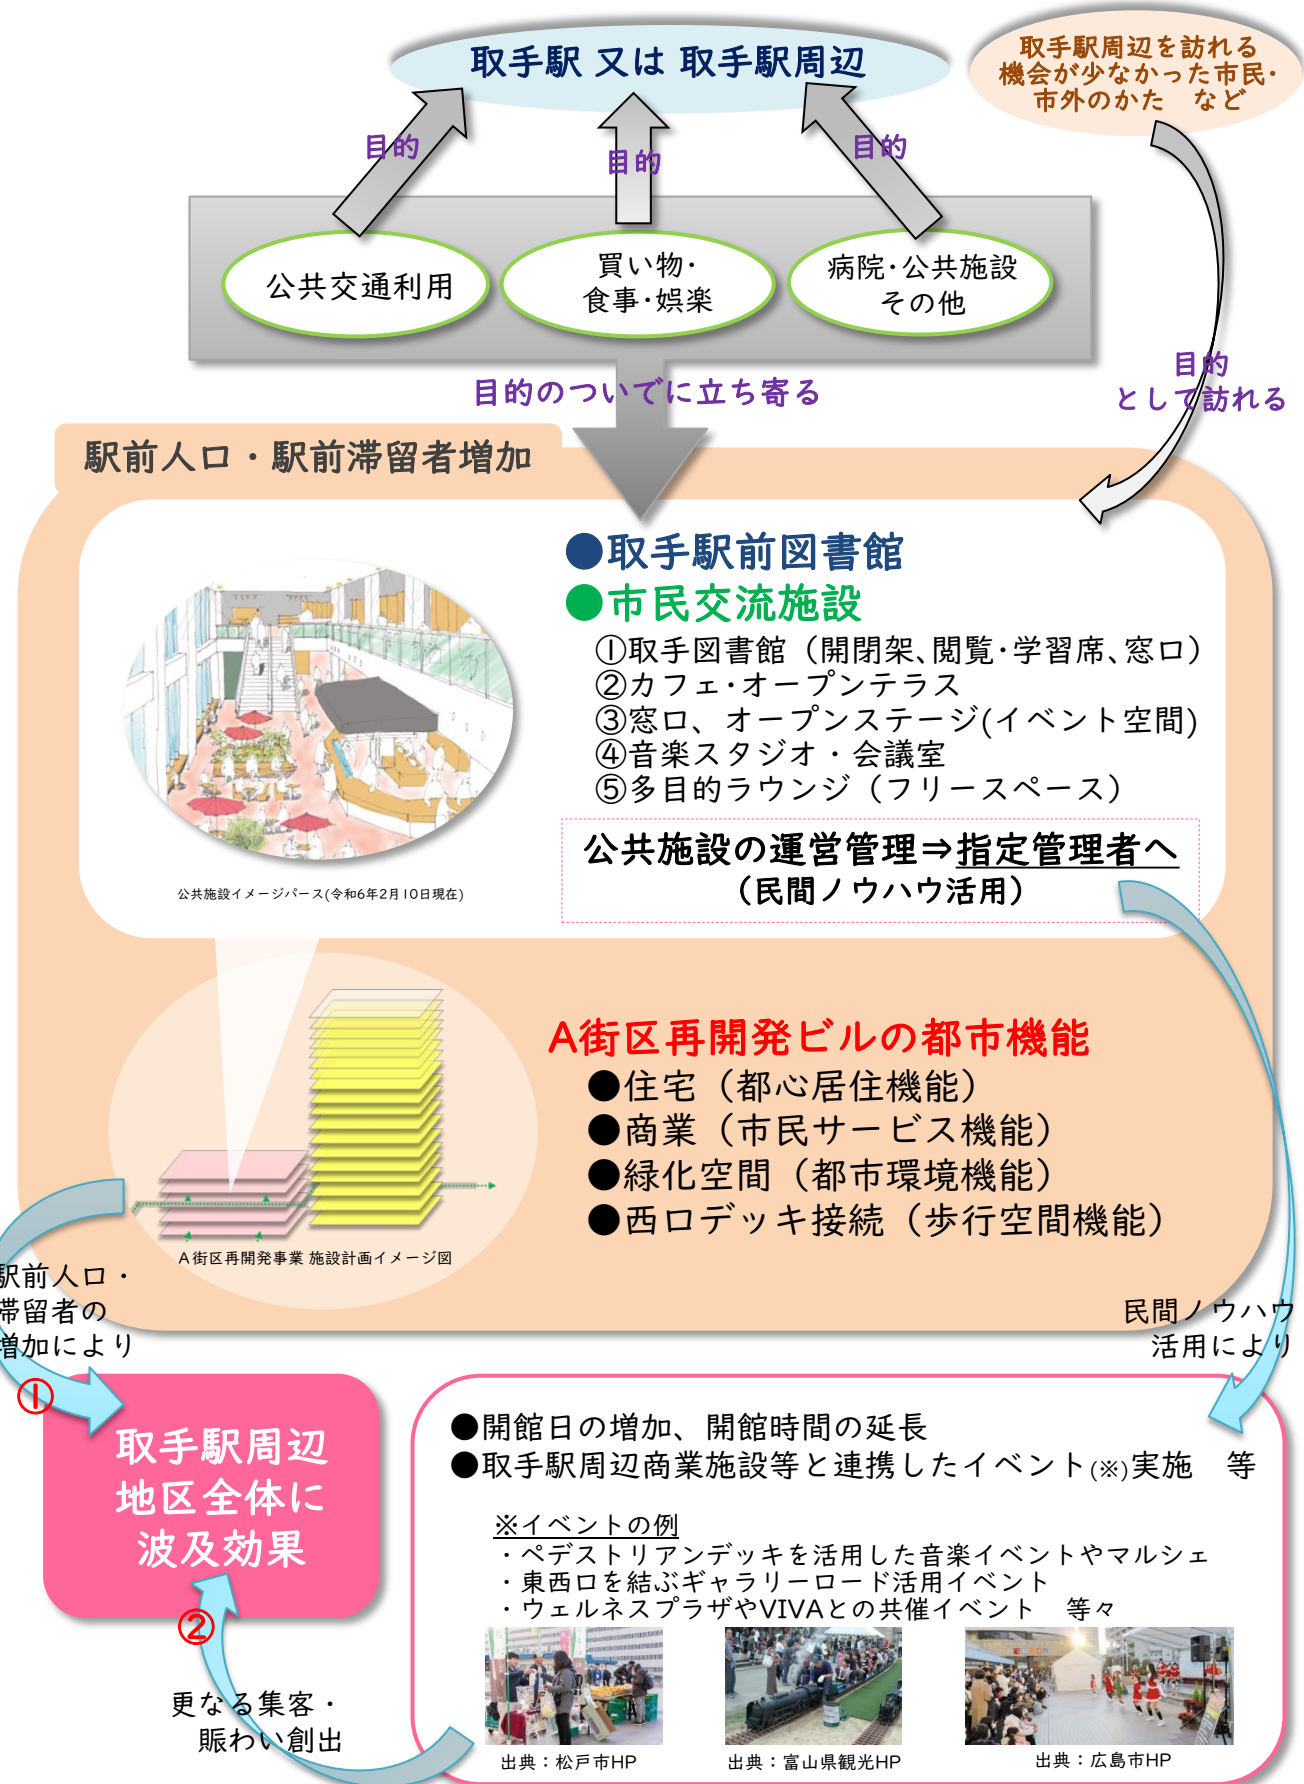 取手駅 又は 取手駅周辺
取手駅周辺を訪れる
機会が少なかった市民・
市外のかた　など
目的
目的
目的
公共交通利用
買い物・
食事・娯楽
病院・公共施設
その他
目的のついでに立ち寄る
目的
として訪れる
駅前人口・駅前滞留者増加
●取手駅前図書館
●市民交流施設
①取手図書館（開閉架、閲覧・学習席、窓口）
②カフェ・オープンテラス
③窓口、オープンステージ(イベント空間)
④音楽スタジオ・会議室
⑤多目的ラウンジ（フリースペース）
公共施設の運営管理⇒指定管理者へ
（民間ノウハウ活用）
公共施設イメージパース(令和6年2月10日現在)
A街区再開発ビルの都市機能
●住宅（都心居住機能）
●商業（市民サービス機能）
●緑化空間（都市環境機能）
●西口デッキ接続（歩行空間機能）
A街区再開発事業 施設計画イメージ図
駅前人口・
滞留者の
増加により
①
民間ノウハウ
活用により
取手駅周辺
地区全体に
波及効果
②
更なる集客・
賑わい創出
●開館日の増加、開館時間の延長
●取手駅周辺商業施設等と連携したイベント(※)実施　等
※イベントの例
・ペデストリアンデッキを活用した音楽イベントやマルシェ
・東西口を結ぶギャラリーロード活用イベント
・ウェルネスプラザやVIVAとの共催イベント　等々
出典：松戸市HP
出典：富山県観光HP
出典：広島市HP